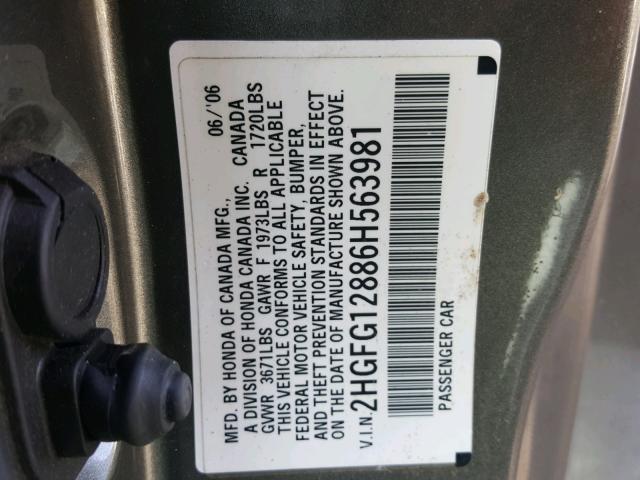 MFD. BY HONDA OF CANADA MFG., 06/'06
A DIVISION OF HONDA CANADA INC. CANADA
GVWR 3671LBS GAWR F 1973LBS R 1720LBS
THIS VEHICLE CONFORMS TO ALL APPLICABLE
FEDERAL MOTOR VEHICLE SAFETY, BUMPER,
AND THEFT PREVENTION STANDARDS IN EFFECT
ON THE DATE OF MANUFACTURE SHOWN ABOVE.
V.I.N. 2HGFG12886H563981
PASSENGER CAR